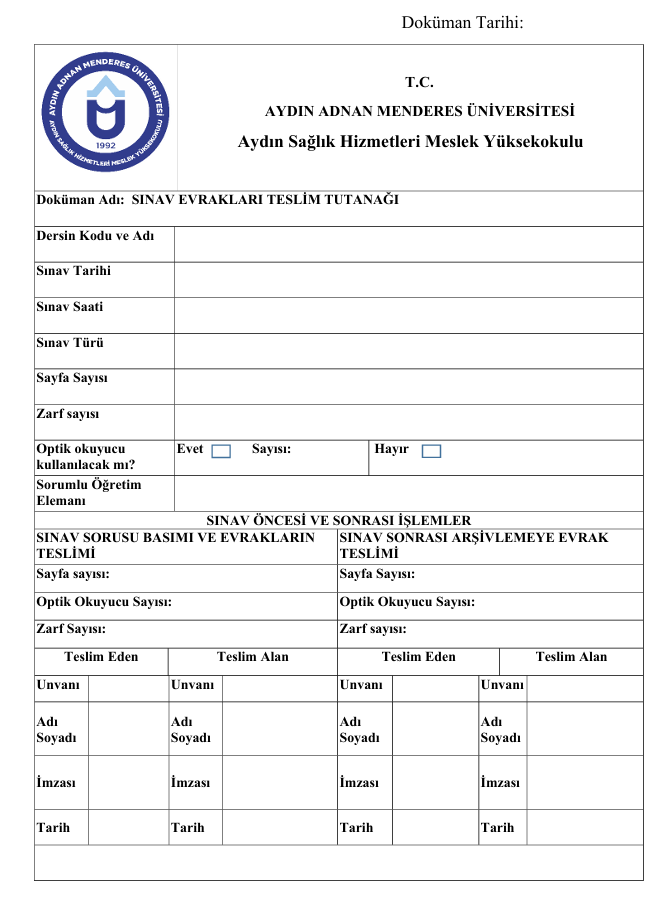 Doküman Tarihi:
AYDIN ADNAN MENDERES ÜNİVERSİTESİ
1992
AYDIN SAĞLIK HİZMETLERİ MESLEK YÜKSEKOKULU
T.C.
AYDIN ADNAN MENDERES ÜNİVERSİTESİ
Aydın Sağlık Hizmetleri Meslek Yüksekokulu
Doküman Adı: SINAV EVRAKLARI TESLİM TUTANAĞI
Dersin Kodu ve Adı
Sınav Tarihi
Sınav Saati
Sınav Türü
Sayfa Sayısı
Zarf sayısı
Optik okuyucu
kullanılacak mı?
Evet Sayısı: Hayır
Sorumlu Öğretim
Elemanı
SINAV ÖNCESİ VE SONRASI İŞLEMLER
SINAV SORUSU BASIMI VE EVRAKLARIN
TESLİMİ
SINAV SONRASI ARŞİVLEMEYE EVRAK
TESLİMİ
Sayfa sayısı: Sayfa Sayısı:
Optik Okuyucu Sayısı: Optik Okuyucu Sayısı:
Zarf Sayısı: Zarf sayısı:
Teslim Eden Teslim Alan Teslim Eden Teslim Alan
Unvanı Unvanı Unvanı Unvanı
Adı Adı Adı Adı
Soyadı Soyadı Soyadı Soyadı
İmzası İmzası İmzası İmzası
Tarih Tarih Tarih Tarih